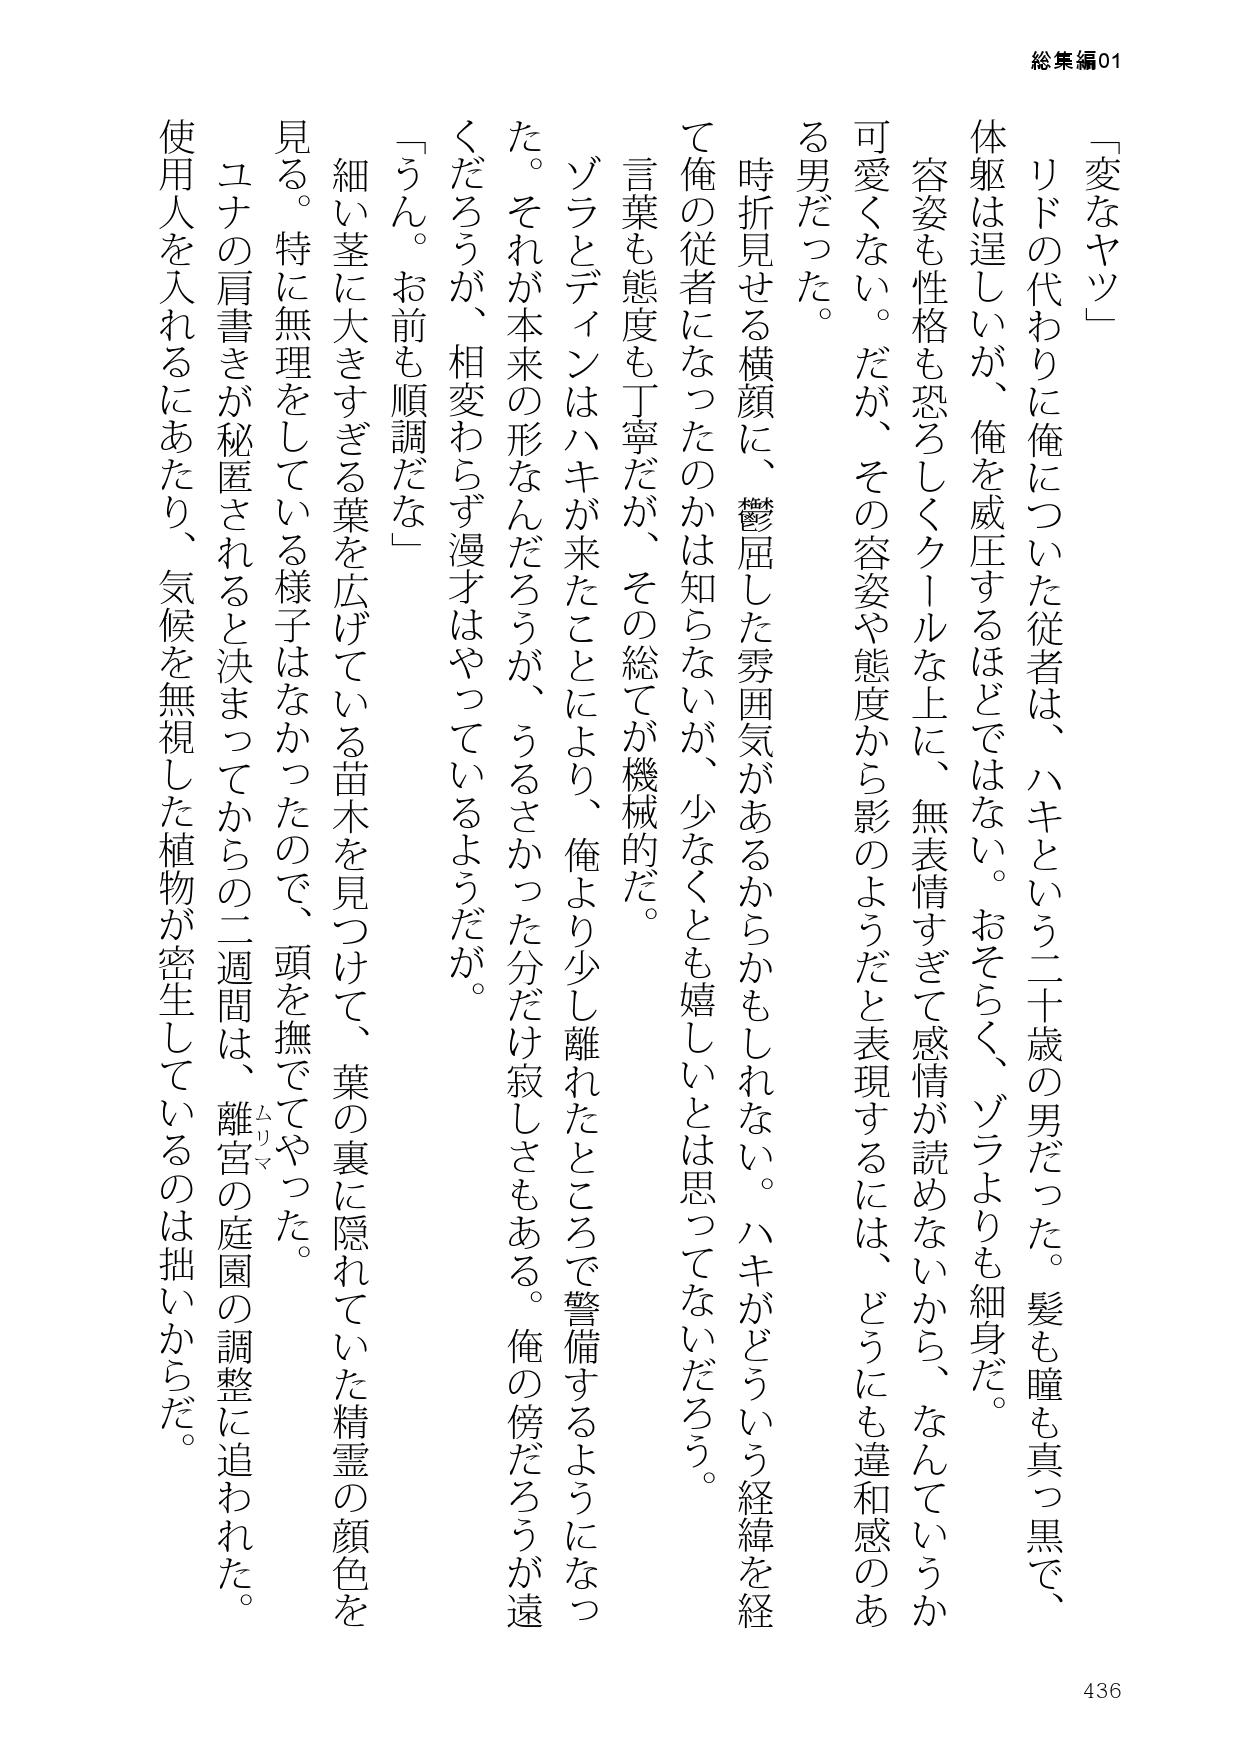 総集編01
「変なヤツ」
リドの代わりに俺についた従者は、ハキという二十歳の男だった。髪も瞳も真っ黒で、
体躯は逞しいが、俺を威圧するほどではない。おそらく、ゾラよりも細身だ。
容姿も性格も恐ろしくクールな上に、無表情すぎて感情が読めないから、なんていうか
可愛くない。だが、その容姿や態度から影のようだと表現するには、どうにも違和感のあ
る男だった。
時折見せる横顔に、鬱屈した雰囲気があるからかもしれない。ハキがどういう経緯を経
て俺の従者になったのかは知らないが、少なくとも嬉しいとは思ってないだろう。
言葉も態度も丁寧だが、その総てが機械的だ。
ゾラとディンはハキが来たことにより、俺より少し離れたところで警備するようになっ
た。それが本来の形なんだろうが、うるさかった分だけ寂しさもある。俺の傍だろうが遠
くだろうが、相変わらず漫才はやっているようだが。
「うん。お前も順調だな」
細い茎に大きすぎる葉を広げている苗木を見つけて、葉の裏に隠れていた精霊の顔色を
見る。特に無理をしている様子はなかったので、頭を撫でてやった。
ユナの肩書きが秘匿されると決まってからの二週間は、離宮の庭園の調整に追われた。
ムリマ
使用人を入れるにあたり、気候を無視した植物が密生しているのは拙いからだ。
436